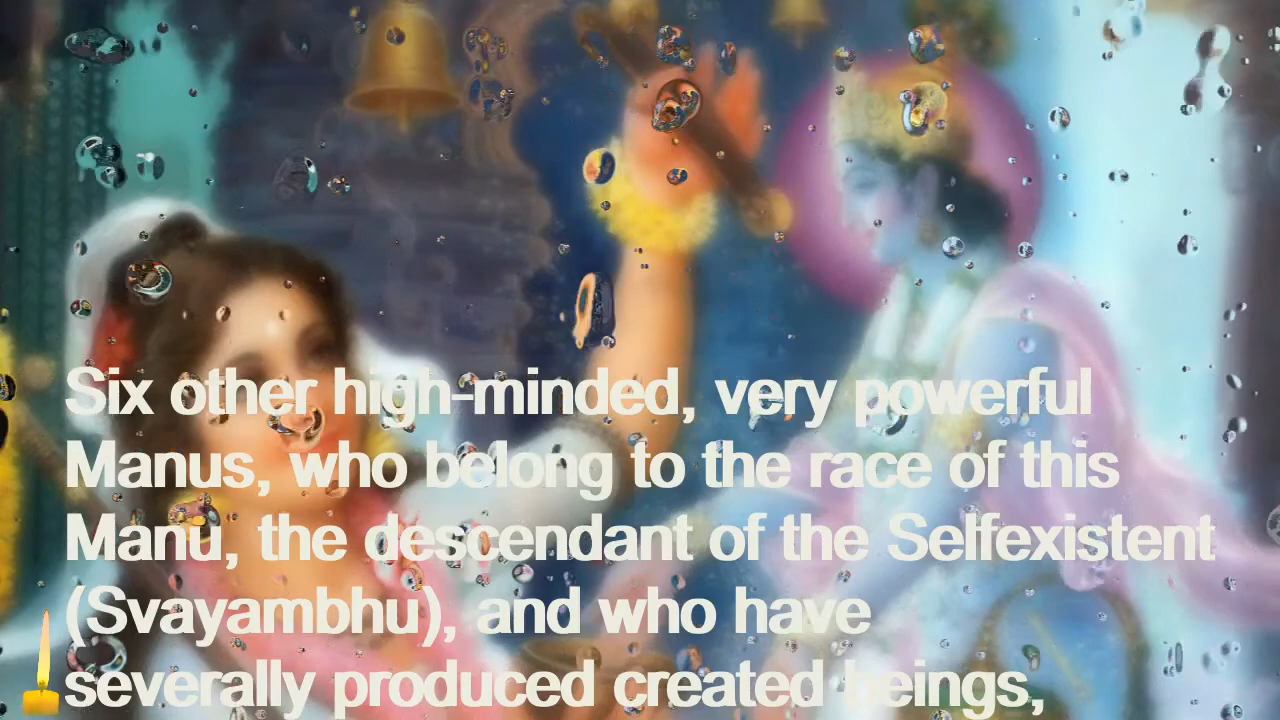 Six other high-minded, very powerful
Manus, who belong to the race of this
Manu, the descendant of the Selfexistent
(Svayambhu), and who have
severally produced created beings,